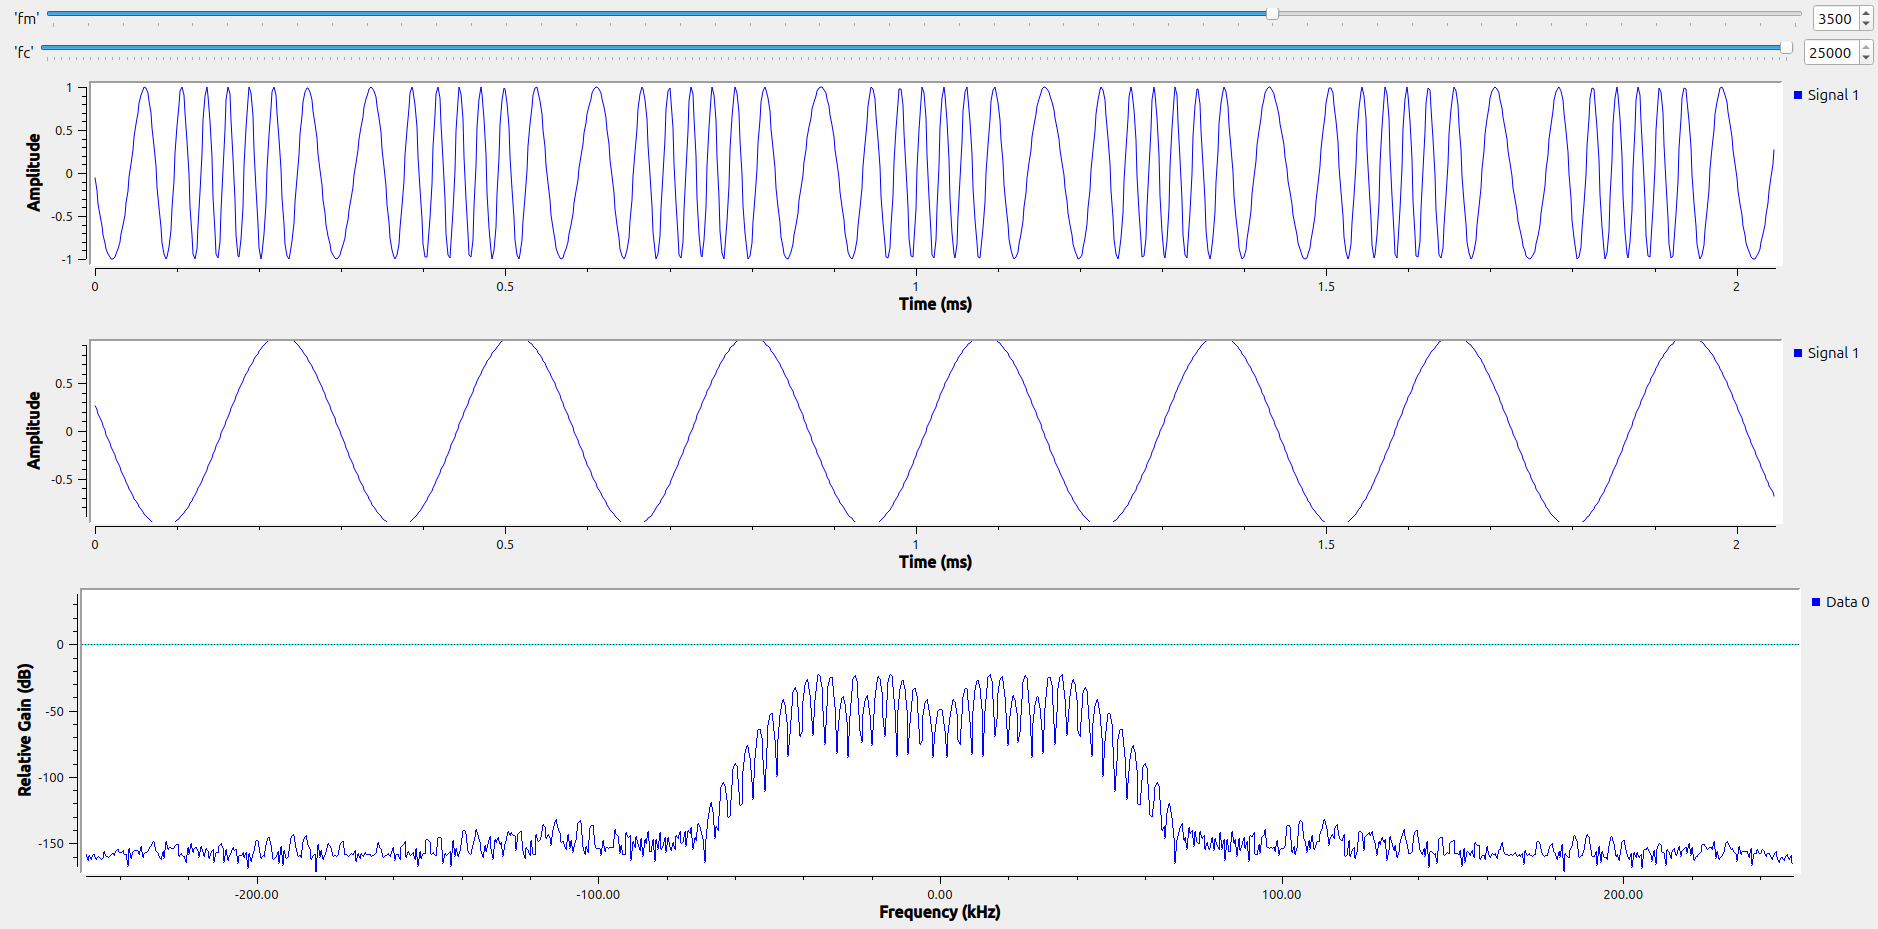 'fm' 3500
'fc' 25000
1
0.5
0
-0.5
-1
Amplitude
Signal 1
0 0.5 1 1.5 2
Time (ms)
0.5
0
-0.5
Amplitude
Signal 1
0 0.5 1 1.5 2
Time (ms)
0
-50
-100
-150
Relative Gain (dB)
Data 0
-200.00 -100.00 0.00 100.00 200.00
Frequency (kHz)